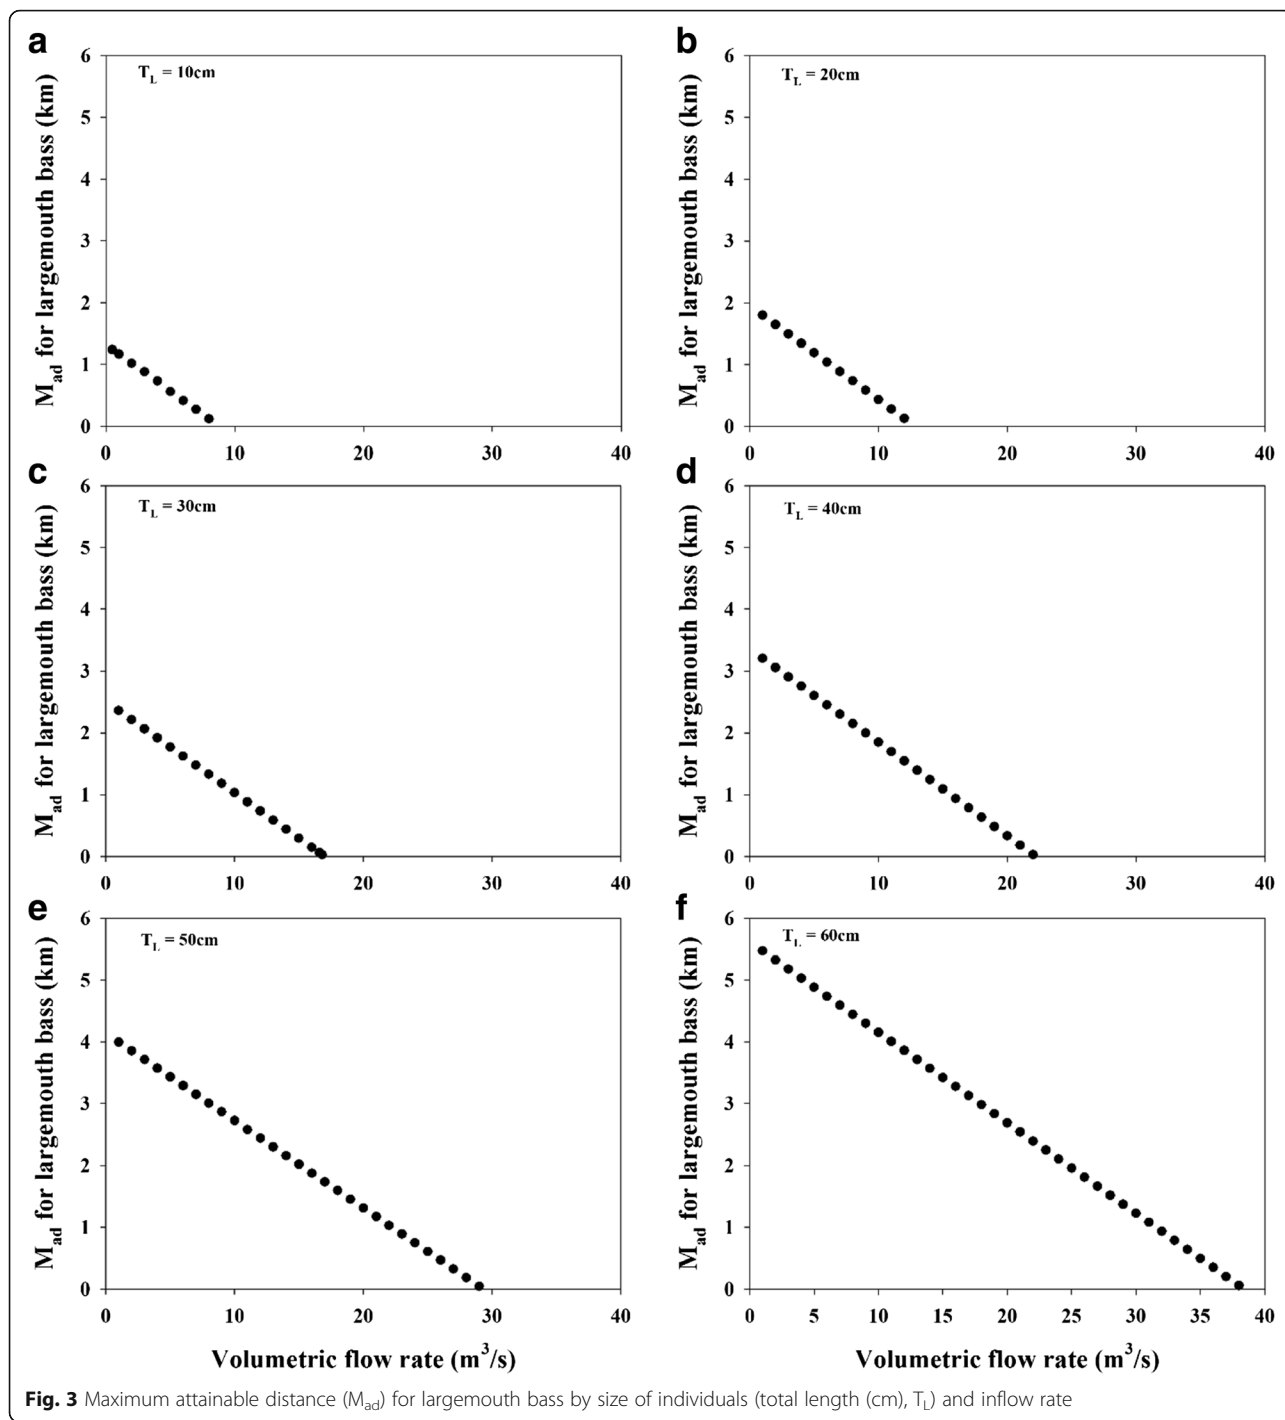 a
T_L = 10cm
M_ad for largemouth bass (km)
6
5
4
3
2
1
0
0 10 20 30 40
b
T_L = 20cm
M_ad for largemouth bass (km)
6
5
4
3
2
1
0
0 10 20 30 40
c
T_L = 30cm
M_ad for largemouth bass (km)
6
5
4
3
2
1
0
0 10 20 30 40
d
T_L = 40cm
M_ad for largemouth bass (km)
6
5
4
3
2
1
0
0 10 20 30 40
e
T_L = 50cm
M_ad for largemouth bass (km)
6
5
4
3
2
1
0
0 10 20 30 40
Volumetric flow rate (m³/s)
f
T_L = 60cm
M_ad for largemouth bass (km)
6
5
4
3
2
1
0
0 5 10 15 20 25 30 35 40
Volumetric flow rate (m³/s)
Fig. 3 Maximum attainable distance (M_ad) for largemouth bass by size of individuals (total length (cm), T_L) and inflow rate